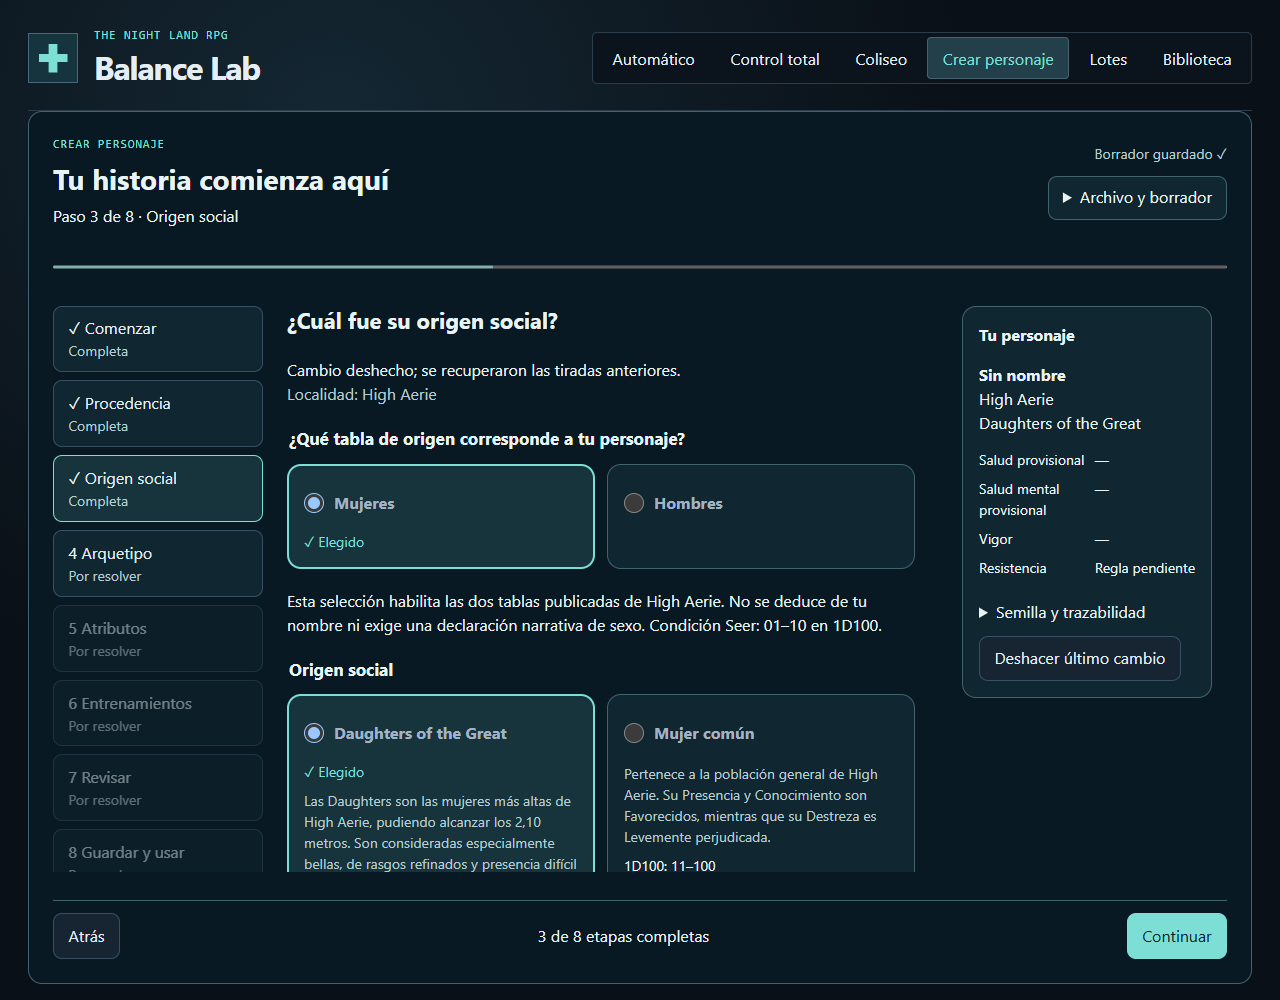 THE NIGHT LAND RPG
Balance Lab
Automático
Control total
Coliseo
Crear personaje
Lotes
Biblioteca
CREAR PERSONAJE
Tu historia comienza aquí
Paso 3 de 8 · Origen social
Borrador guardado ✓
▶ Archivo y borrador
✓ Comenzar
Completa
✓ Procedencia
Completa
✓ Origen social
Completa
4 Arquetipo
Por resolver
5 Atributos
Por resolver
6 Entrenamientos
Por resolver
7 Revisar
Por resolver
8 Guardar y usar
¿Cuál fue su origen social?
Cambio deshecho; se recuperaron las tiradas anteriores.
Localidad: High Aerie
¿Qué tabla de origen corresponde a tu personaje?
Mujeres
✓ Elegido
Hombres
Esta selección habilita las dos tablas publicadas de High Aerie. No se deduce de tu
nombre ni exige una declaración narrativa de sexo. Condición Seer: 01–10 en 1D100.
Origen social
Daughters of the Great
✓ Elegido
Las Daughters son las mujeres más altas de
High Aerie, pudiendo alcanzar los 2,10
metros. Son consideradas especialmente
bellas, de rasgos refinados y presencia difícil
Mujer común
Pertenece a la población general de High
Aerie. Su Presencia y Conocimiento son
Favorecidos, mientras que su Destreza es
Levemente perjudicada.
1D100: 11–100
Tu personaje
Sin nombre
High Aerie
Daughters of the Great
Salud provisional —
Salud mental —
provisional
Vigor —
Resistencia Regla pendiente
▶ Semilla y trazabilidad
Deshacer último cambio
Atrás
3 de 8 etapas completas
Continuar